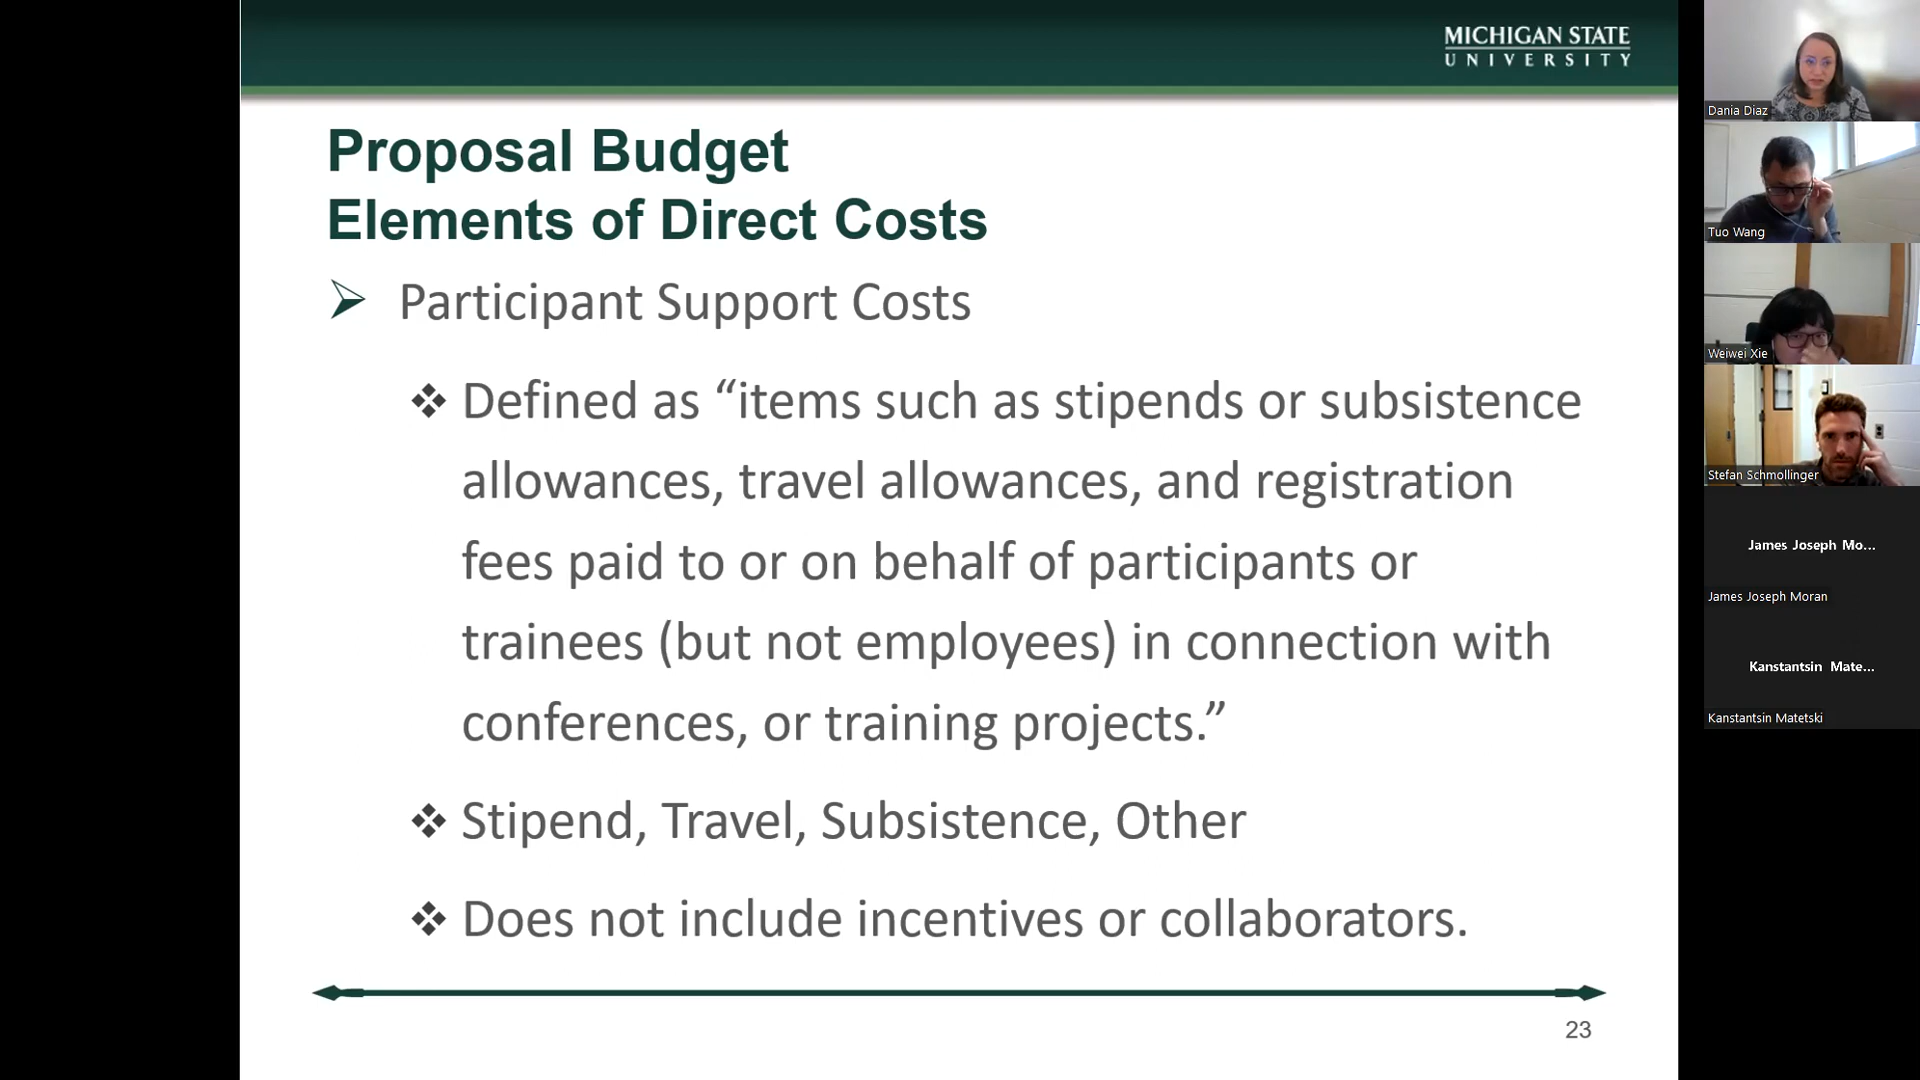 MICHIGAN STATE
UNIVERSITY
Proposal Budget
Elements of Direct Costs
Participant Support Costs
Defined as “items such as stipends or subsistence
allowances, travel allowances, and registration
fees paid to or on behalf of participants or
trainees (but not employees) in connection with
conferences, or training projects.”
Stipend, Travel, Subsistence, Other
Does not include incentives or collaborators.
23
Dania Diaz
Tuo Wang
Weiwei Xie
Stefan Schmollinger
James Joseph Mo...
James Joseph Moran
Kanstantsin Mate...
Kanstantsin Matetski